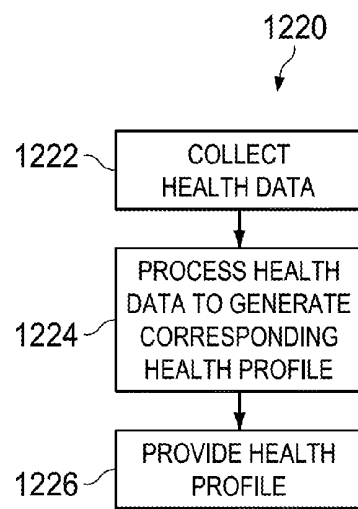 1220
1222
COLLECT
HEALTH DATA
1224
PROCESS HEALTH
DATA TO GENERATE
CORRESPONDING
HEALTH PROFILE
1226
PROVIDE HEALTH
PROFILE